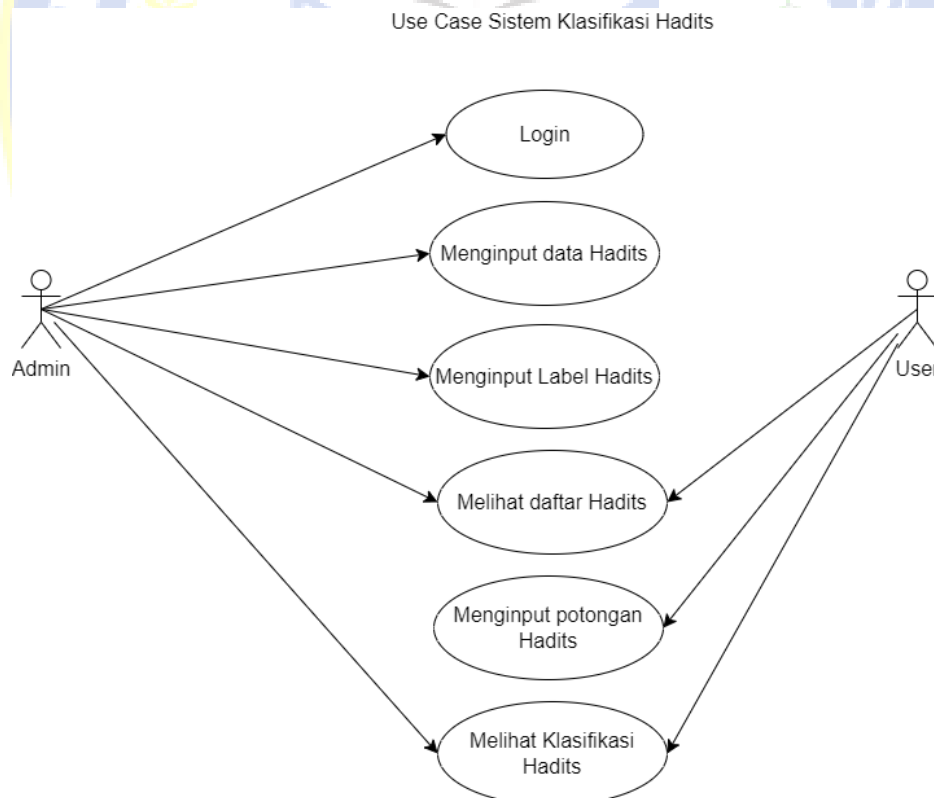 Use Case Sistem Klasifikasi Hadits
Login
Menginput data Hadits
Menginput Label Hadits
Admin
User
Melihat daftar Hadits
Menginput potongan
Hadits
Melihat Klasifikasi
Hadits